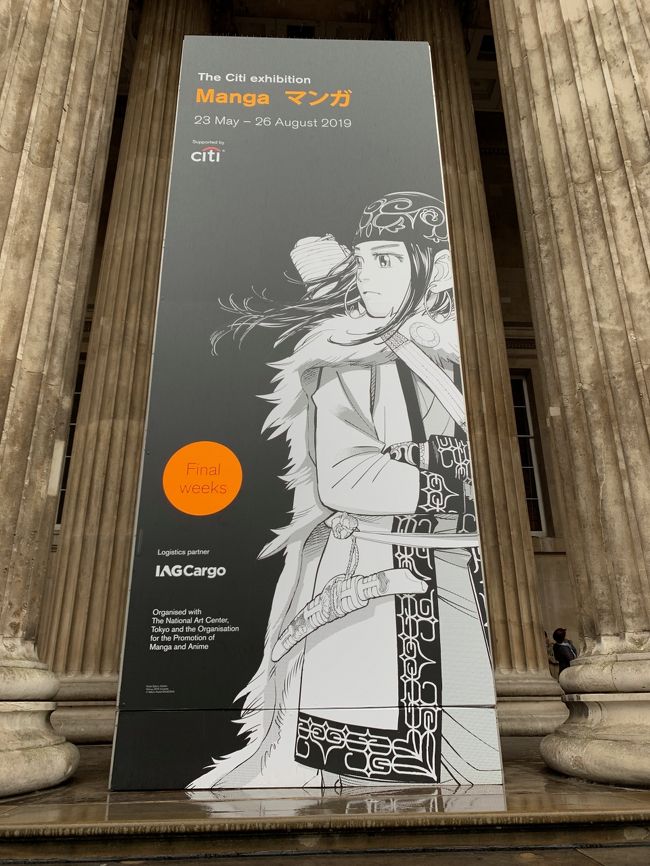 The Citi exhibition
Manga マンガ
23 May – 26 August 2019
Supported by
citi
Final
weeks
Logistics partner
IAGCargo
Organised with
The National Art Center,
Tokyo and the Organisation
for the Promotion of
Manga and Anime